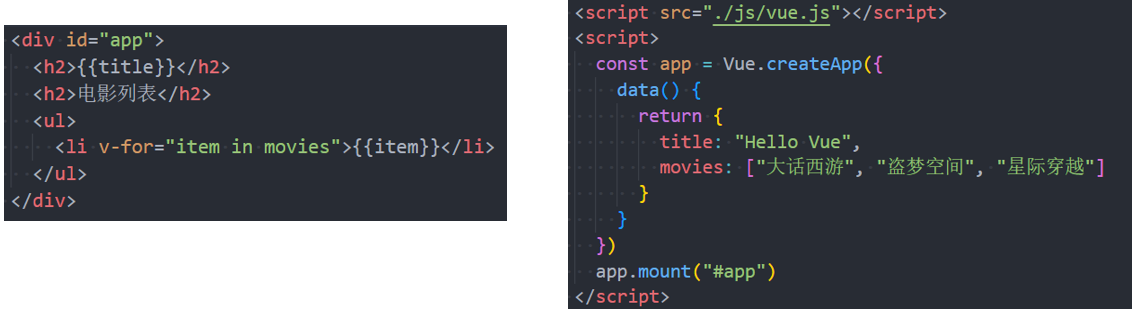 <div id="app">
  <h2>{{title}}</h2>
  <h2>电影列表</h2>
  <ul>
    <li v-for="item in movies">{{item}}</li>
  </ul>
</div>
<script src="./js/vue.js"></script>
<script>
  const app = Vue.createApp({
    data() {
      return {
        title: "Hello Vue",
        movies: ["大话西游", "盗梦空间", "星际穿越"]
      }
    }
  })
  app.mount("#app")
</script>